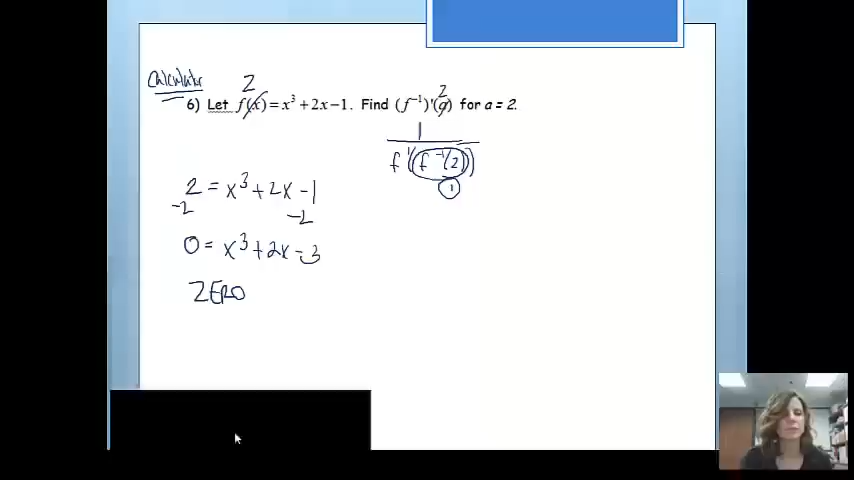 Calculator
2
6) Let f(x) = x³ + 2x − 1. Find (f⁻¹)'(a) for a = 2.
2
1
f'(f⁻¹(2))
1
2 = x³ + 2x − 1
-2 -2
0 = x³ + 2x − 3
ZERO